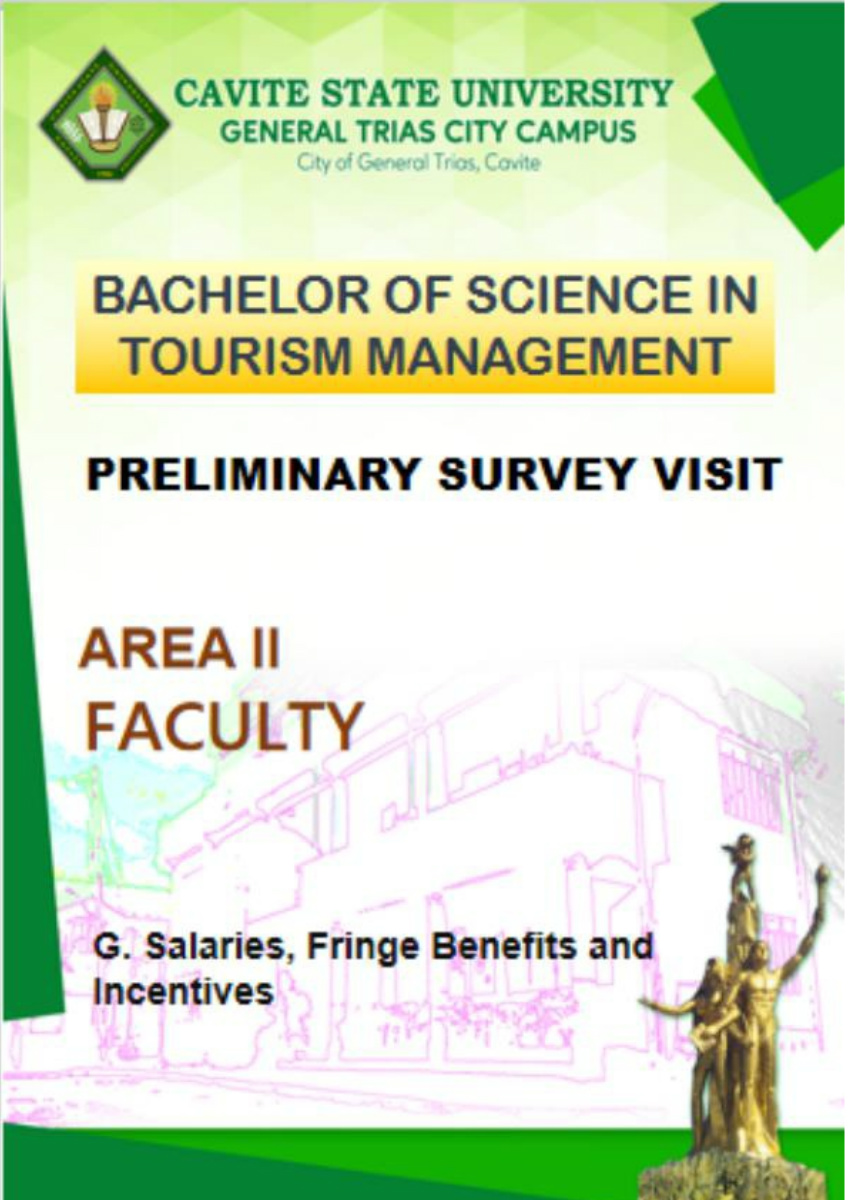 CAVITE STATE UNIVERSITY
GENERAL TRIAS CITY CAMPUS
City of General Trias, Cavite
BACHELOR OF SCIENCE IN
TOURISM MANAGEMENT
PRELIMINARY SURVEY VISIT
AREA II
FACULTY
G. Salaries, Fringe Benefits and
Incentives